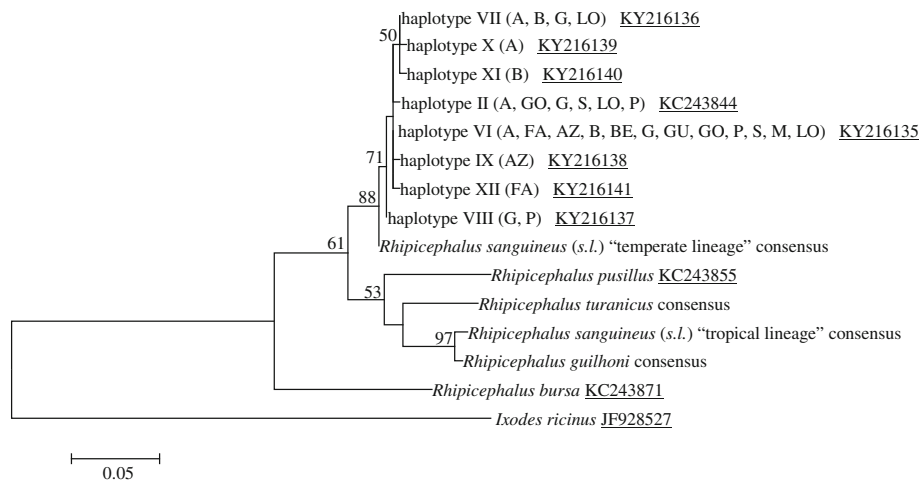 haplotype VII (A, B, G, LO) KY216136
50
haplotype X (A) KY216139
haplotype XI (B) KY216140
haplotype II (A, GO, G, S, LO, P) KC243844
haplotype VI (A, FA, AZ, B, BE, G, GU, GO, P, S, M, LO) KY216135
71
haplotype IX (AZ) KY216138
haplotype XII (FA) KY216141
88
haplotype VIII (G, P) KY216137
61
Rhipicephalus sanguineus (s.l.) “temperate lineage” consensus
Rhipicephalus pusillus KC243855
53
Rhipicephalus turanicus consensus
Rhipicephalus sanguineus (s.l.) “tropical lineage” consensus
97
Rhipicephalus guilhoni consensus
Rhipicephalus bursa KC243871
Ixodes ricinus JF928527
0.05